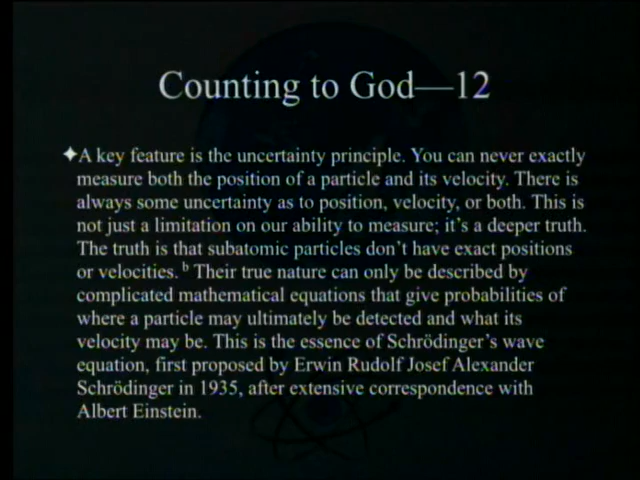 Counting to God—12
✦A key feature is the uncertainty principle. You can never exactly
measure both the position of a particle and its velocity. There is
always some uncertainty as to position, velocity, or both. This is
not just a limitation on our ability to measure; it’s a deeper truth.
The truth is that subatomic particles don’t have exact positions
or velocities. b Their true nature can only be described by
complicated mathematical equations that give probabilities of
where a particle may ultimately be detected and what its
velocity may be. This is the essence of Schrödinger’s wave
equation, first proposed by Erwin Rudolf Josef Alexander
Schrödinger in 1935, after extensive correspondence with
Albert Einstein.